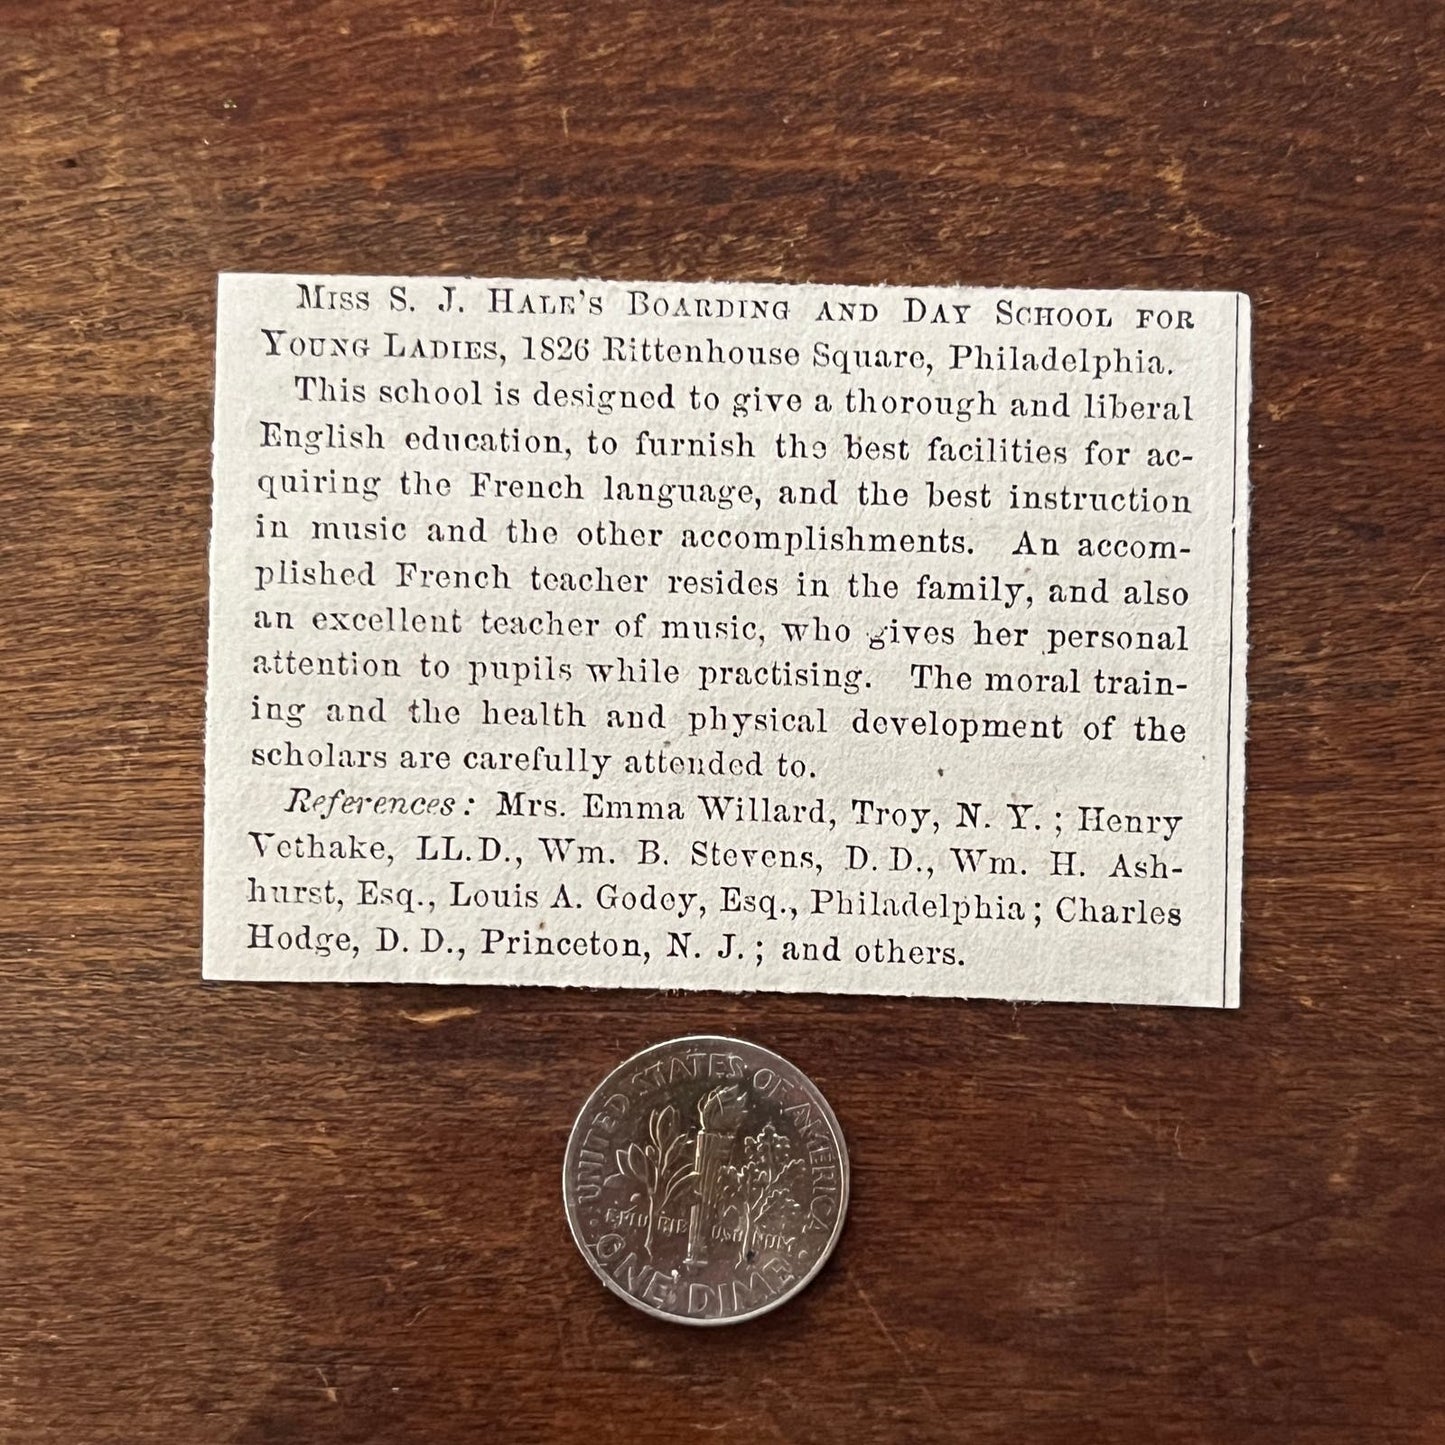 MISS S. J. HALE'S BOARDING AND DAY SCHOOL FOR
YOUNG LADIES, 1826 Rittenhouse Square, Philadelphia.
This school is designed to give a thorough and liberal
English education, to furnish the best facilities for ac-
quiring the French language, and the best instruction
in music and the other accomplishments. An accom-
plished French teacher resides in the family, and also
an excellent teacher of music, who gives her personal
attention to pupils while practising. The moral train-
ing and the health and physical development of the
scholars are carefully attended to.
References: Mrs. Emma Willard, Troy, N. Y.; Henry
Vethake, LL.D., Wm. B. Stevens, D. D., Wm. H. Ash-
hurst, Esq., Louis A. Godey, Esq., Philadelphia; Charles
Hodge, D. D., Princeton, N. J.; and others.
UNITED STATES OF AMERICA
E PLU RIB US U NUM
ONE DIME